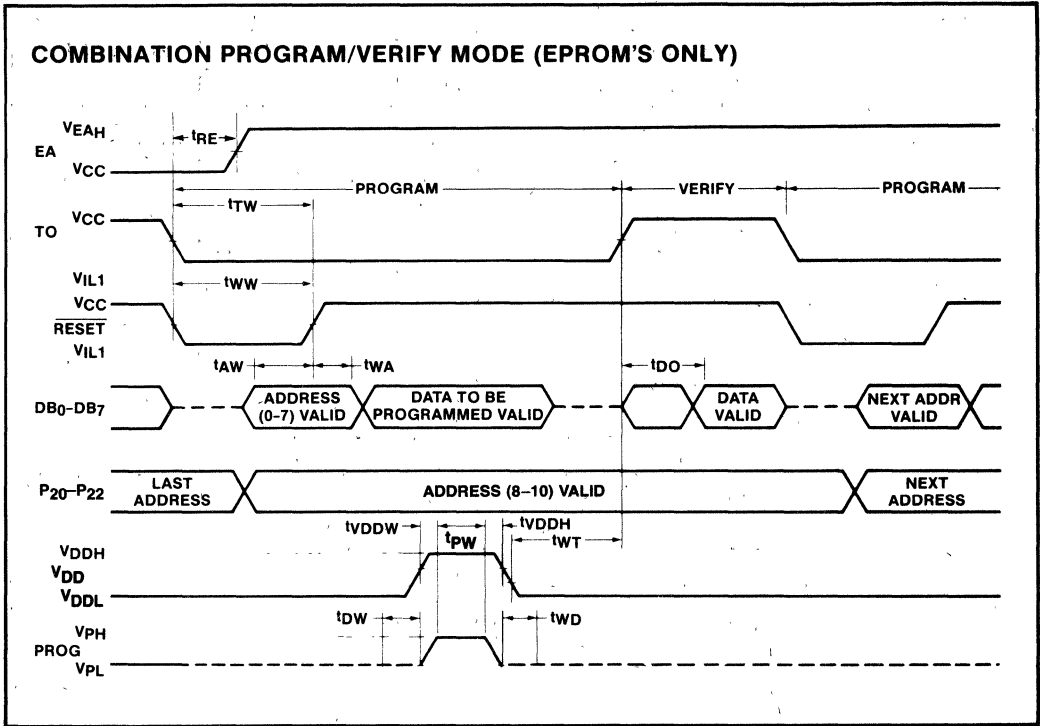 COMBINATION PROGRAM/VERIFY MODE (EPROM'S ONLY)
VEAH
EA
VCC
tRE
PROGRAM
VERIFY
PROGRAM
tTW
VCC
TO
VIL1
tWW
VCC
RESET
VIL1
tAW
tWA
tDO
DB0-DB7
ADDRESS
(0-7) VALID
DATA TO BE
PROGRAMMED VALID
DATA
VALID
NEXT ADDR
VALID
P20-P22
LAST
ADDRESS
ADDRESS (8-10) VALID
NEXT
ADDRESS
tVDDW
tPW
tVDDH
tWT
VDDH
VDD
VDDL
tDW
tWD
VPH
PROG
VPL